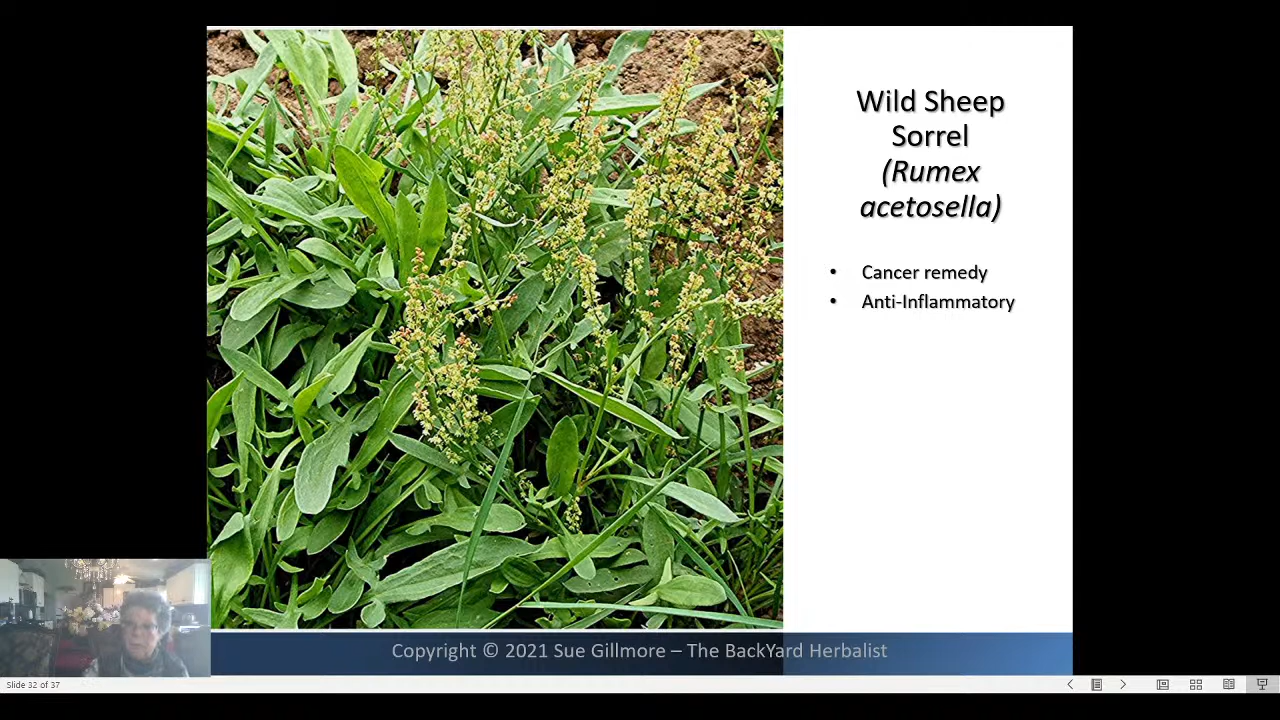 Wild Sheep
Sorrel
(Rumex
acetosella)
• Cancer remedy
• Anti-Inflammatory
Copyright © 2021 Sue Gillmore – The BackYard Herbalist
Slide 32 of 37